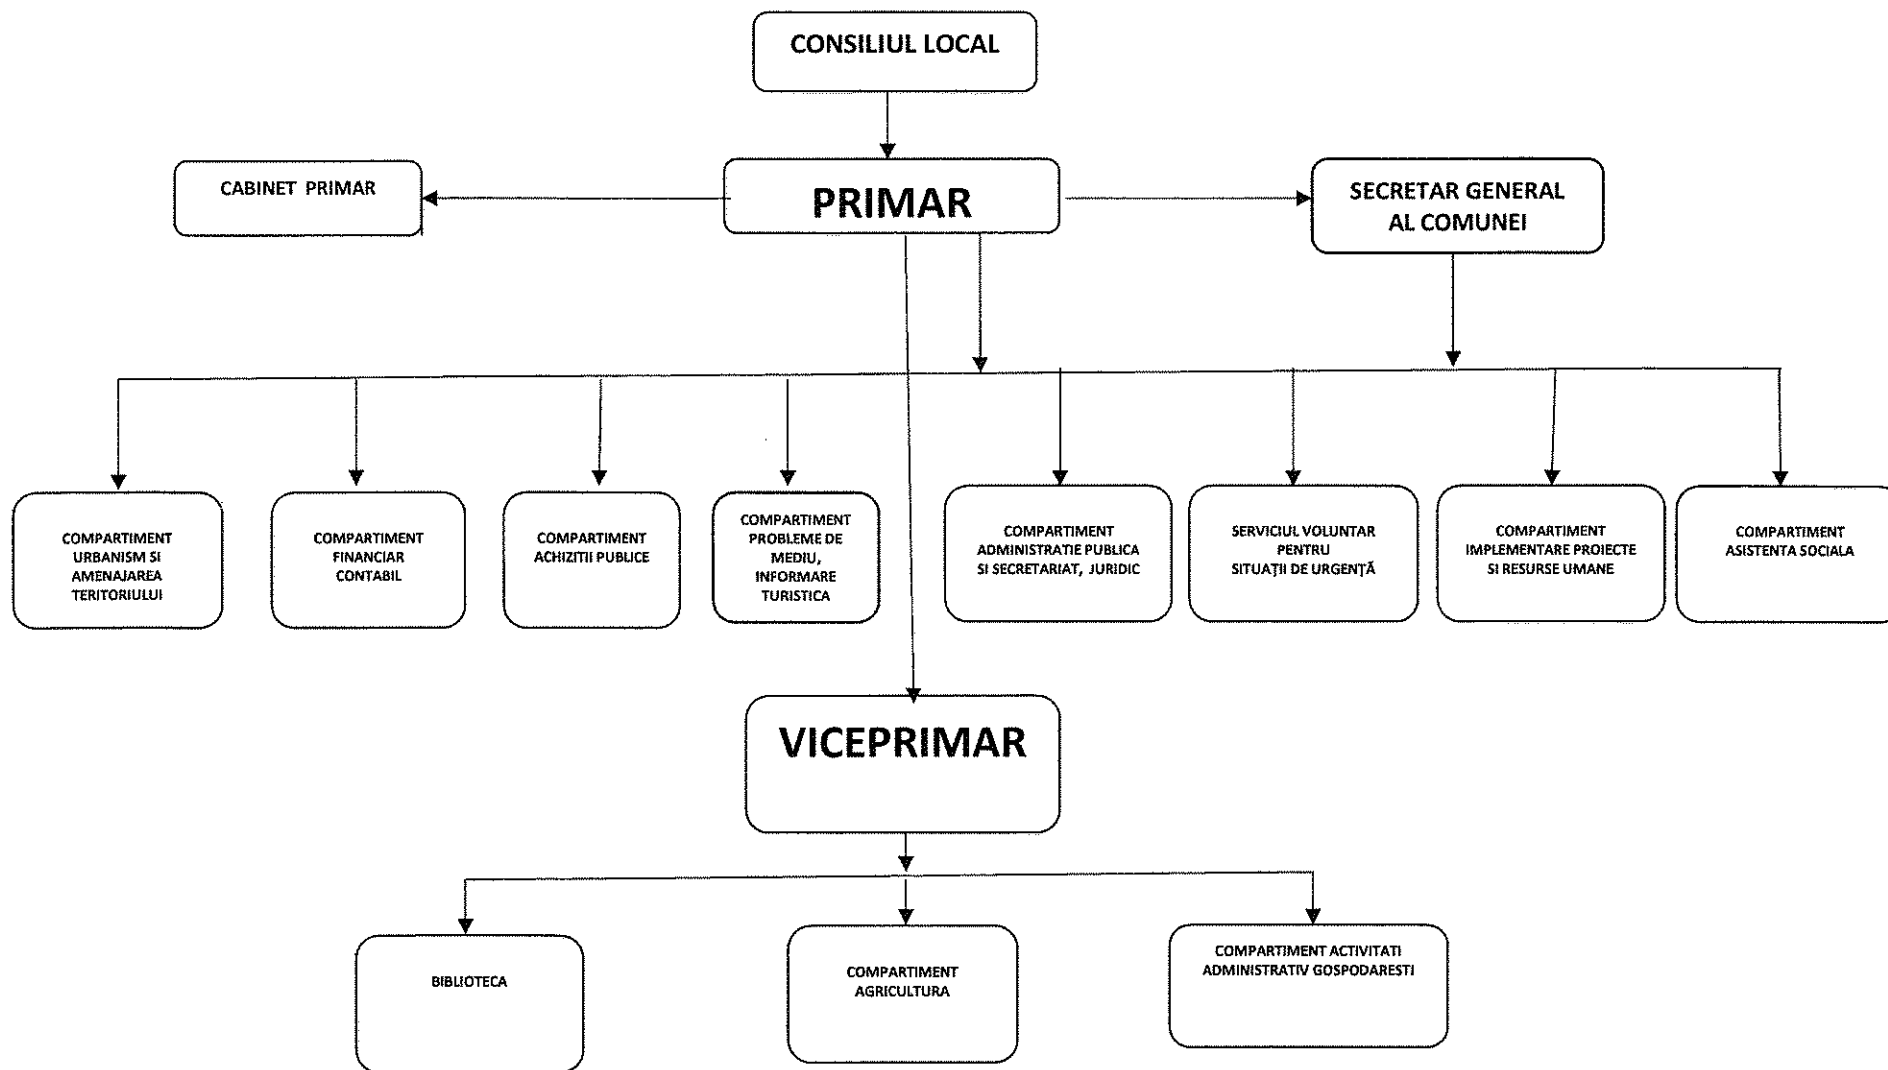 CONSILIUL LOCAL
CABINET PRIMAR
PRIMAR
SECRETAR GENERAL
AL COMUNEI
COMPARTIMENT
URBANISM SI
AMENAJAREA
TERITORIULUI
COMPARTIMENT
FINANCIAR
CONTABIL
COMPARTIMENT
ACHIZITII PUBLICE
COMPARTIMENT
PROBLEME DE
MEDIU,
INFORMARE
TURISTICA
COMPARTIMENT
ADMINISTRATIE PUBLICA
SI SECRETARIAT, JURIDIC
SERVICIUL VOLUNTAR
PENTRU
SITUAȚII DE URGENȚĂ
COMPARTIMENT
IMPLEMENTARE PROIECTE
SI RESURSE UMANE
COMPARTIMENT
ASISTENTA SOCIALA
VICEPRIMAR
BIBLIOTECA
COMPARTIMENT
AGRICULTURA
COMPARTIMENT ACTIVITATI
ADMINISTRATIV GOSPODARESTI